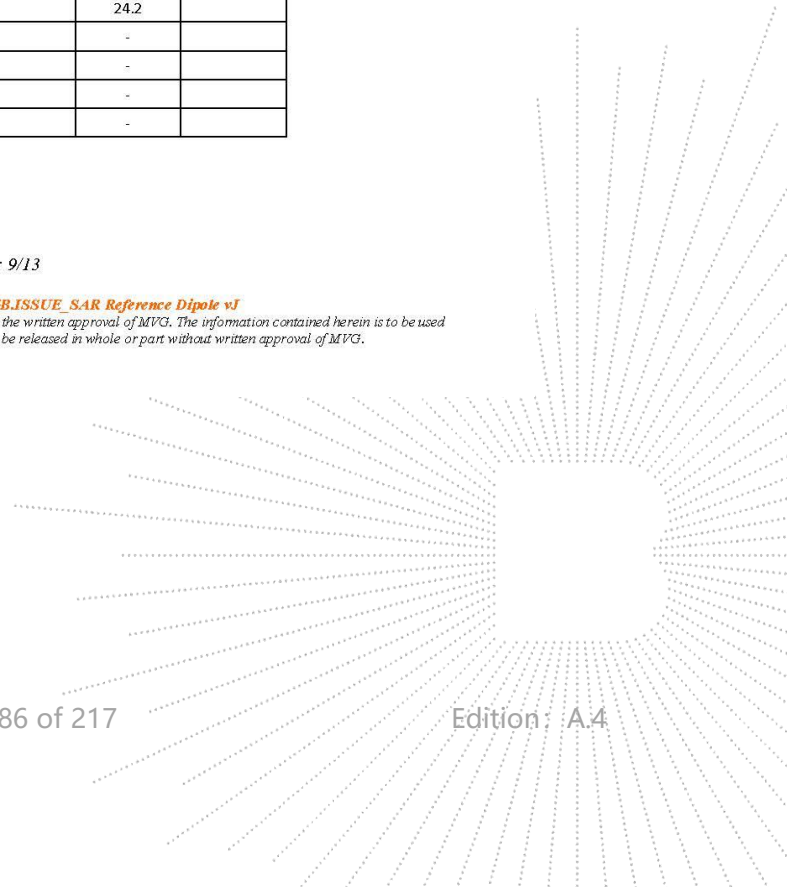 24.2
-
-
-
-
: 9/13
B.ISSUE_SAR Reference Dipole vJ
the written approval of MVG. The information contained herein is to be used
be released in whole or part without written approval of MVG.
86 of 217
Edition: A.4